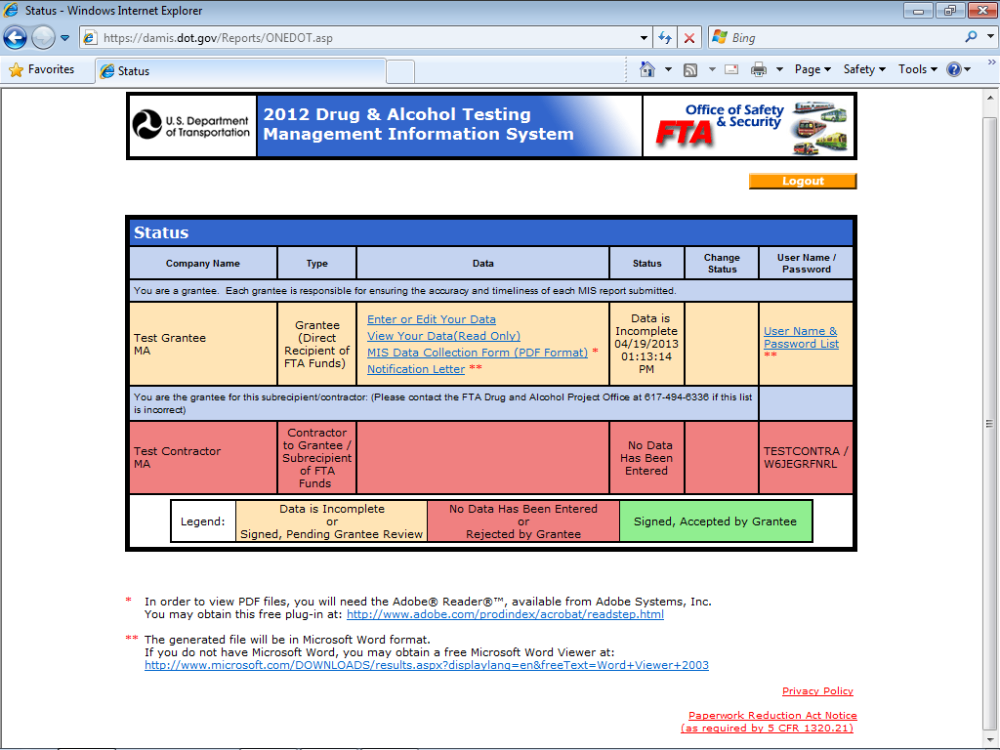 Status - Windows Internet Explorer
https://damis.dot.gov/Reports/ONEDOT.asp
Bing
Favorites
Status
Page
Safety
Tools
U.S. Department
of Transportation
2012 Drug & Alcohol Testing
Management Information System
Office of Safety
& Security
FTA
Logout
Status
Company Name
Type
Data
Status
Change
Status
User Name /
Password
You are a grantee. Each grantee is responsible for ensuring the accuracy and timeliness of each MIS report submitted.
Test Grantee
MA
Grantee
(Direct
Recipient of
FTA Funds)
Enter or Edit Your Data
View Your Data(Read Only)
MIS Data Collection Form (PDF Format) *
Notification Letter **
Data is
Incomplete
04/19/2013
01:13:14
PM
User Name &
Password List
**
You are the grantee for this subrecipient/contractor: (Please contact the FTA Drug and Alcohol Project Office at 617-494-6336 if this list
is incorrect)
Test Contractor
MA
Contractor
to Grantee /
Subrecipient
of FTA
Funds
No Data
Has Been
Entered
TESTCONTRA /
W6JEGRFNRL
Legend:
Data is Incomplete
or
Signed, Pending Grantee Review
No Data Has Been Entered
or
Rejected by Grantee
Signed, Accepted by Grantee
* In order to view PDF files, you will need the Adobe® Reader®™, available from Adobe Systems, Inc.
You may obtain this free plug-in at: http://www.adobe.com/prodindex/acrobat/readstep.html
** The generated file will be in Microsoft Word format.
If you do not have Microsoft Word, you may obtain a free Microsoft Word Viewer at:
http://www.microsoft.com/DOWNLOADS/results.aspx?displaylang=en&freeText=Word+Viewer+2003
Privacy Policy
Paperwork Reduction Act Notice
(as required by 5 CFR 1320.21)